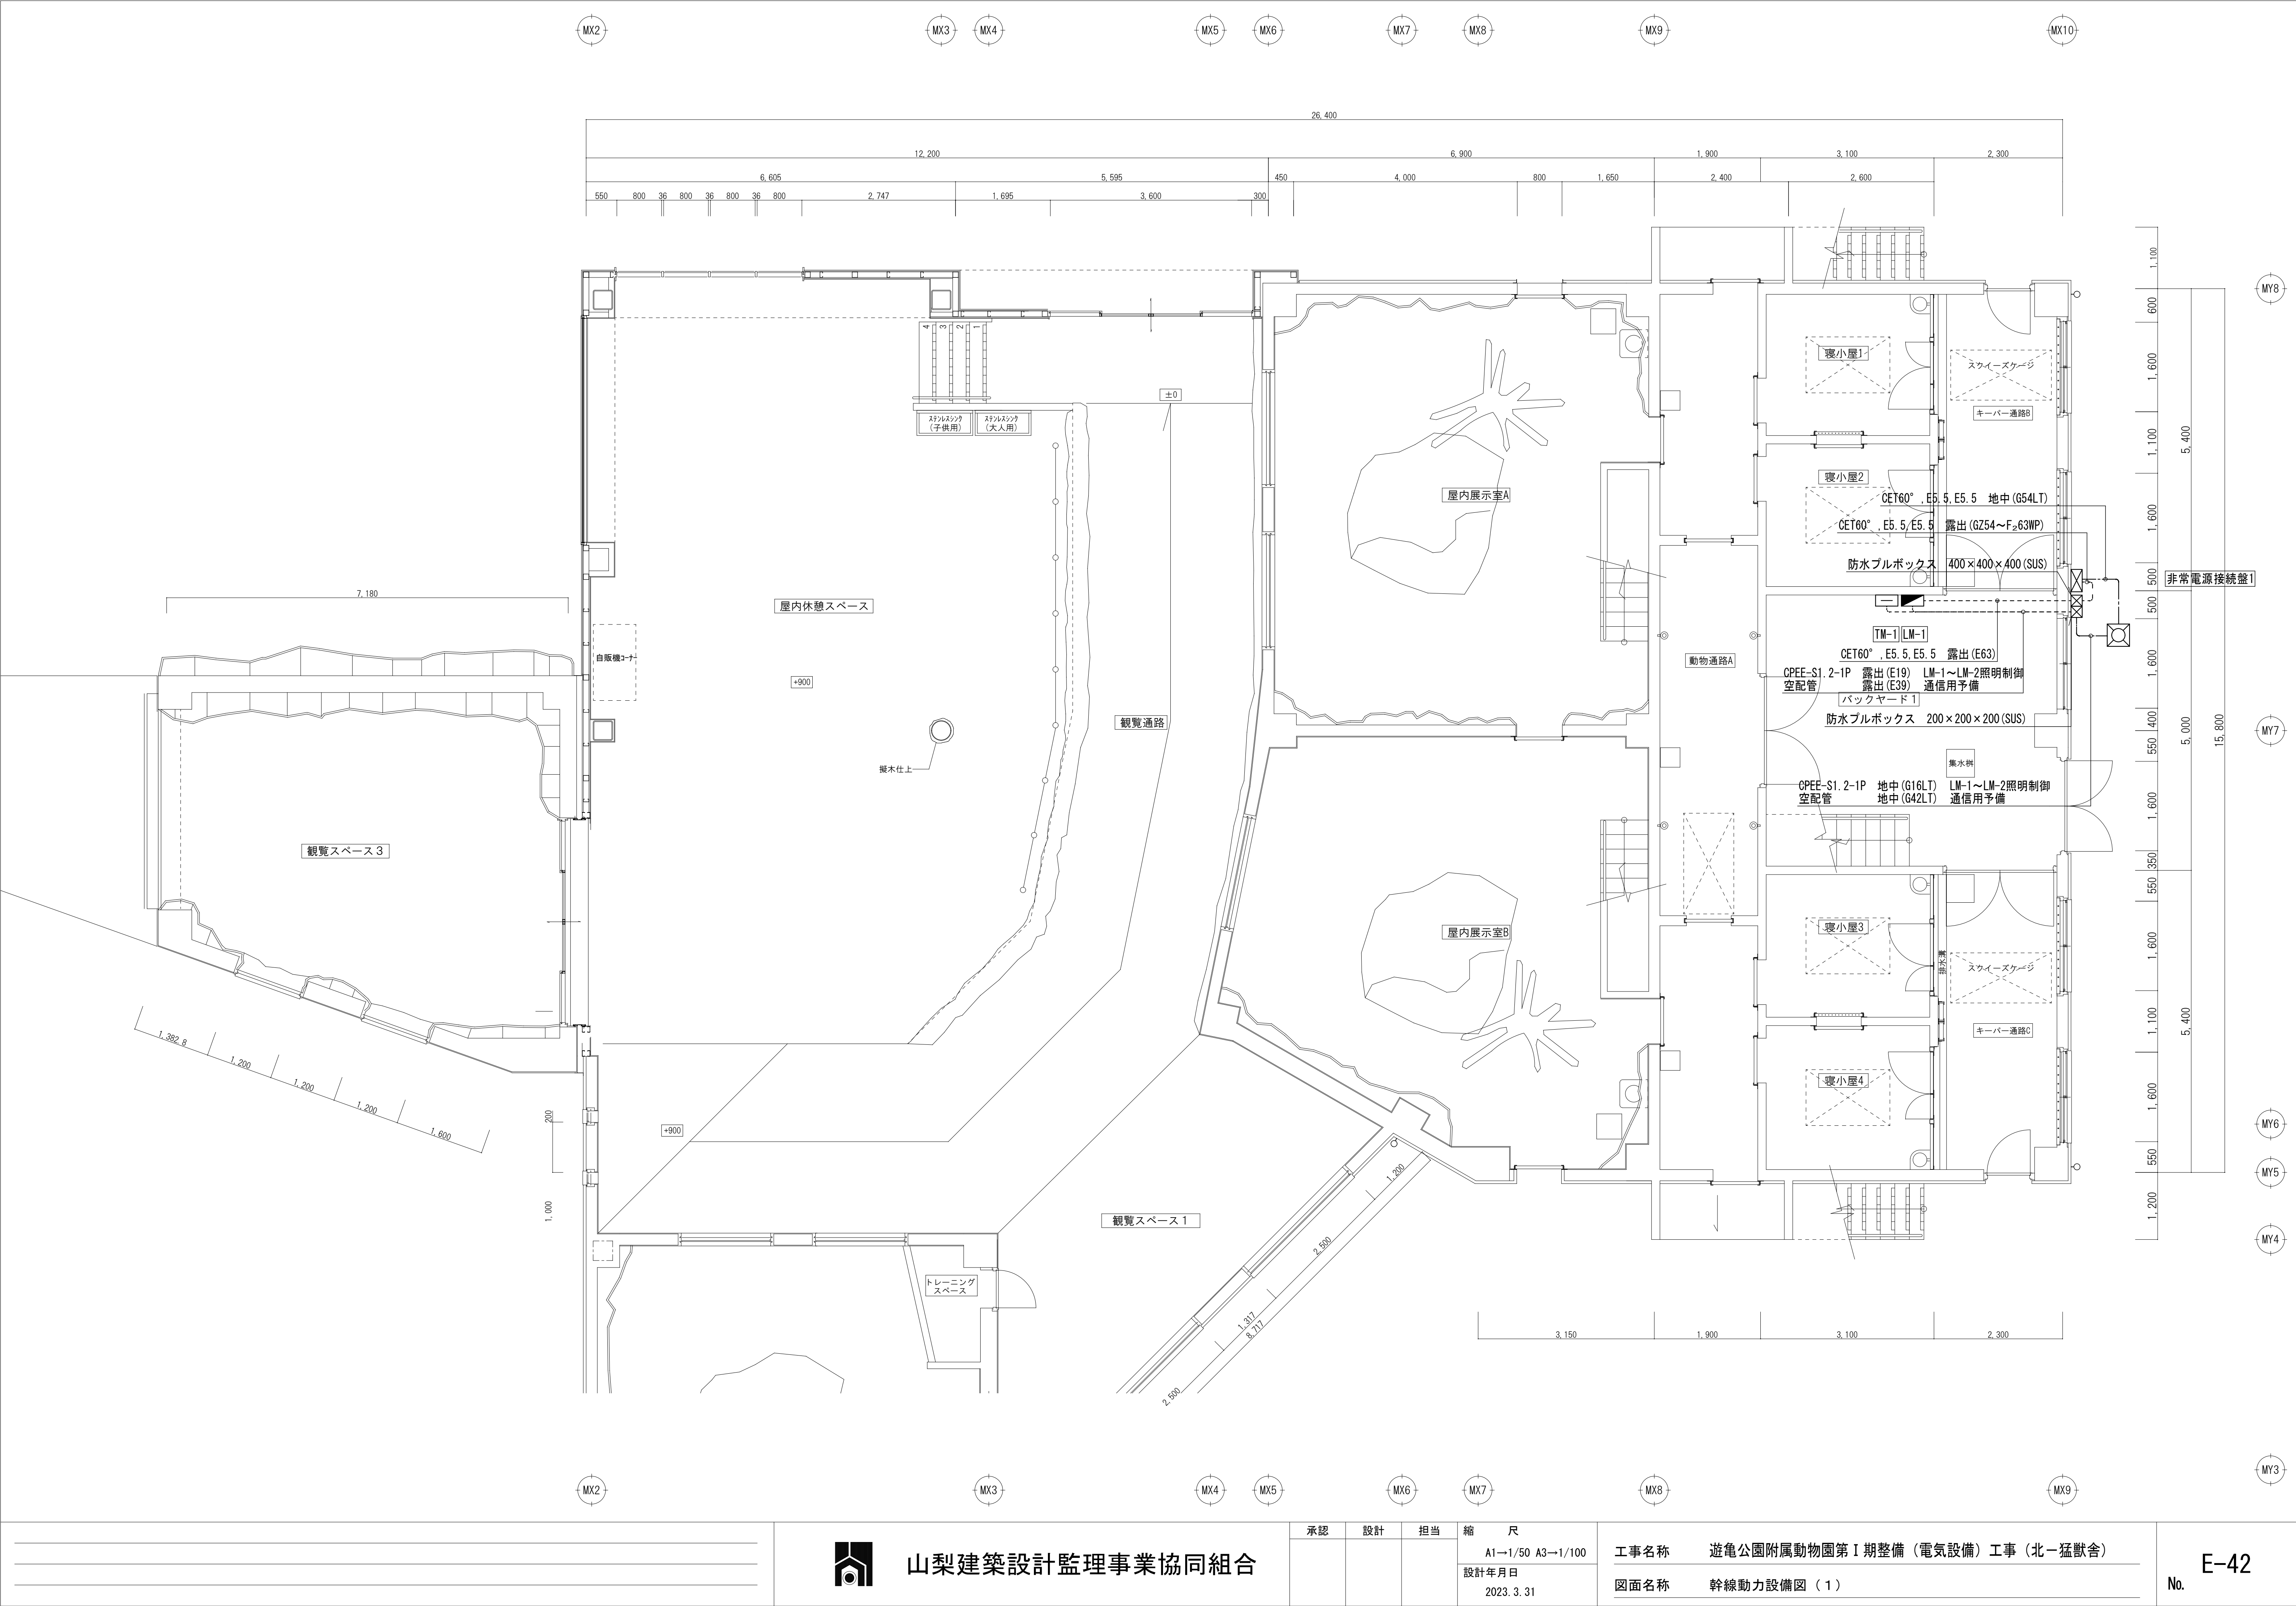 MX2 MX3 MX4 MX5 MX6 MX7 MX8 MX9 MX10
26,400
12,200 6,900 1,900 3,100 2,300
6,605 5,595 450 4,000 800 1,650 2,400 2,600
550 800 36 800 36 800 36 800 2,747 1,695 3,600 300
1,100
MY8
600
4 3 2 1
寝小屋1
スクイーズケージ
1,600
±0
ステンレスシンク
(子供用)
ステンレスシンク
(大人用)
キーパー通路B
1,100
5,400
寝小屋2
屋内展示室A
CET60°,E5.5,E5.5 地中(G54LT)
1,600
CET60°,E5.5,E5.5 露出(GZ54～F₂63WP)
防水プルボックス 400×400×400(SUS)
500
非常電源接続盤1
7,180
屋内休憩スペース
500
TM-1 LM-1
自販機コーナー
動物通路A
CET60°,E5.5,E5.5 露出(E63)
1,600
CPEE-S1.2-1P 露出(E19) LM-1～LM-2照明制御
空配管 露出(E39) 通信用予備
+900
バックヤード1
観覧通路
防水プルボックス 200×200×200(SUS)
400
5,000
15,800
MY7
550
擬木仕上
集水桝
CPEE-S1.2-1P 地中(G16LT) LM-1～LM-2照明制御
空配管 地中(G42LT) 通信用予備
1,600
観覧スペース3
350
550
寝小屋3
屋内展示室B
1,600
排水溝
スクイーズケージ
1,100
5,400
キーパー通路C
1,382.8
1,200
1,200
1,200
1,600
寝小屋4
1,600
200
+900
MY6
550
MY5
1,200
1,200
1,000
観覧スペース1
MY4
2,500
トレーニング
スペース
1,317
8,717
2,500
3,150 1,900 3,100 2,300
MY3
MX2 MX3 MX4 MX5 MX6 MX7 MX8 MX9
山梨建築設計監理事業協同組合
承認 設計 担当
縮 尺
A1→1/50 A3→1/100
設計年月日
2023.3.31
工事名称 遊亀公園附属動物園第Ⅰ期整備（電気設備）工事（北－猛獣舎）
図面名称 幹線動力設備図（１）
№ E-42